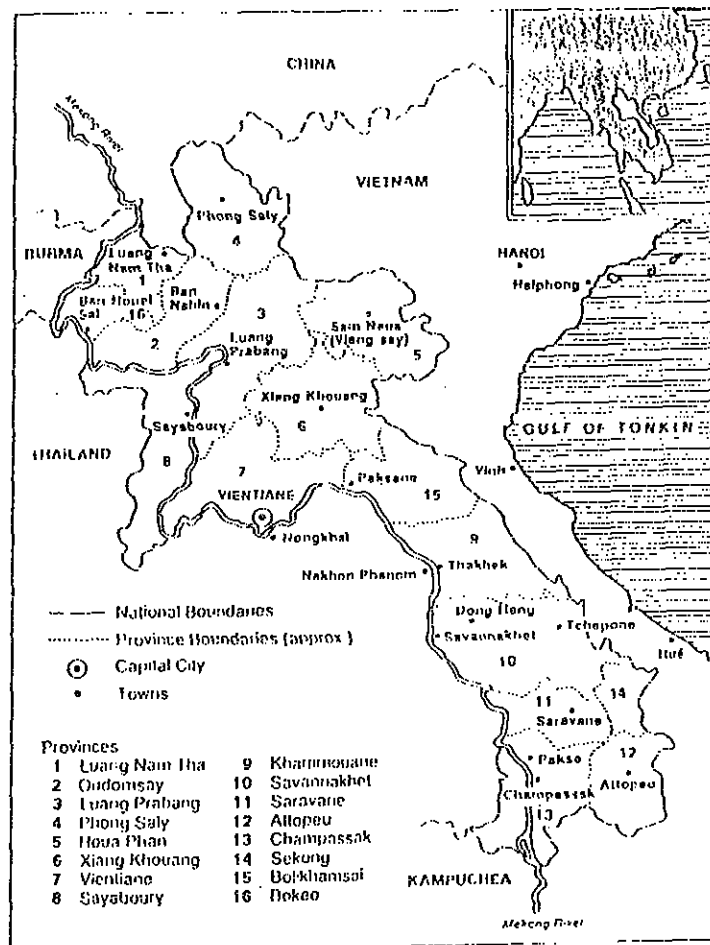 CHINA
Mekong River
VIETNAM
Phong Saly
4
BURMA
Luang
Nam Tha
1
HANOI
Haiphong
Ban Houei
Sai
16
Ban
Nahin
3
Sam Neua
(Viang say)
5
2
Luang
Prabang
Xiang Khouang
6
Sayaboury
GULF OF TONKIN
THAILAND
8
7
Paksane
15
Vinh
VIENTIANE
Nongkhai
9
Nakhon Phanom
Thakhek
Dong Heng
Savannakhet
Tchepone
10
Hué
National Boundaries
Province Boundaries (approx)
Capital City
Towns
11
Saravane
14
Pakse
12
Champassak
13
Attopeu
KAMPUCHEA
Mekong River
Provinces
1 Luang Nam Tha
2 Oudomsay
3 Luang Prabang
4 Phong Saly
5 Houa Phan
6 Xiang Khouang
7 Vientiane
8 Sayaboury
9 Khammouane
10 Savannakhet
11 Saravane
12 Attopeu
13 Champassak
14 Sekong
15 Bolkhamsai
16 Bokeo